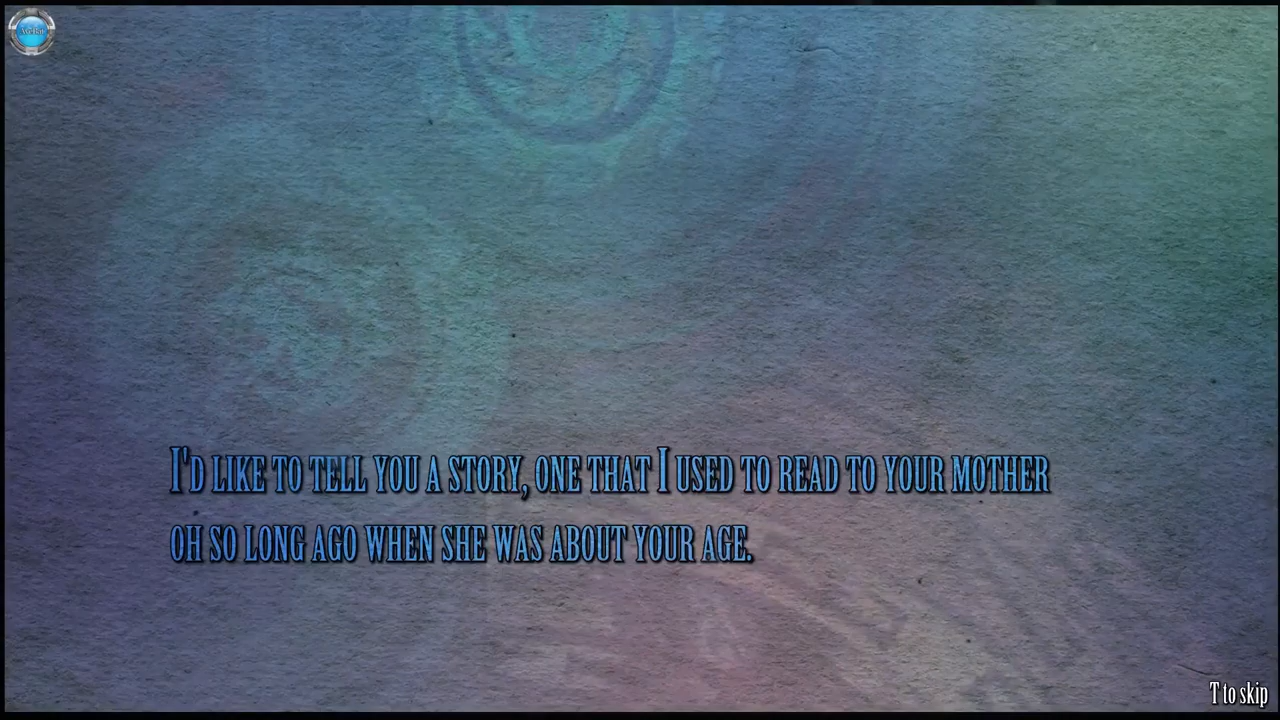 I'D LIKE TO TELL YOU A STORY, ONE THAT I USED TO READ TO YOUR MOTHER
OH SO LONG AGO WHEN SHE WAS ABOUT YOUR AGE.
T to skip